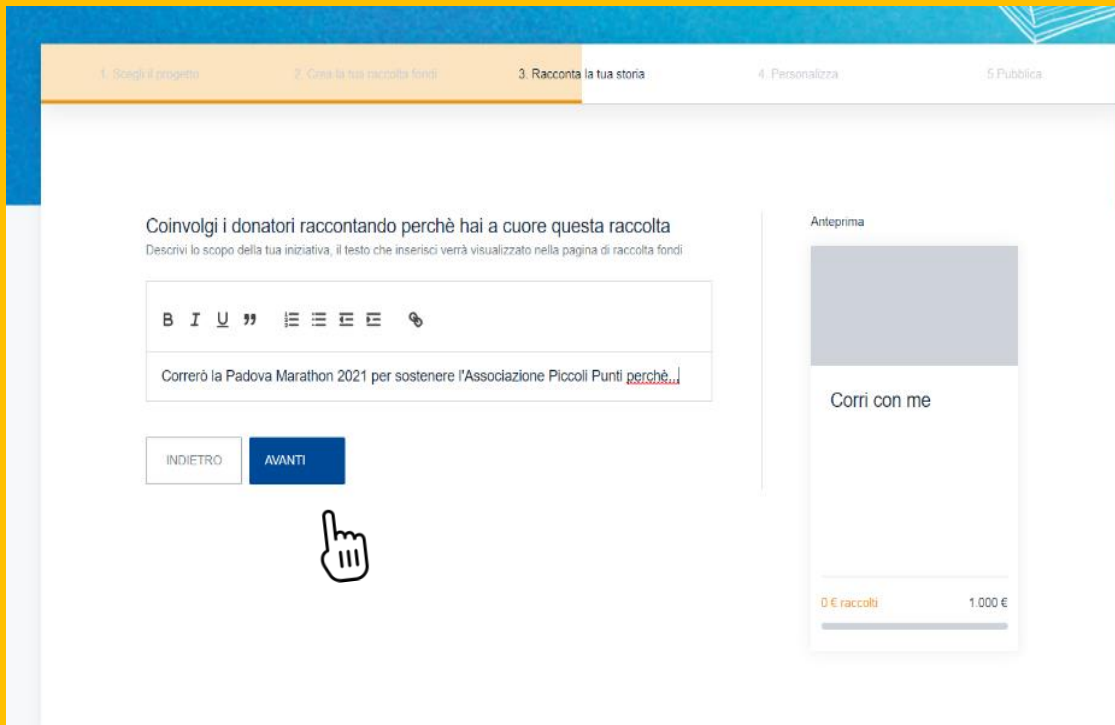 1. Scegli il progetto
2. Crea la tua raccolta fondi
3. Racconta la tua storia
4. Personalizza
5.Pubblica
Coinvolgi i donatori raccontando perchè hai a cuore questa raccolta
Descrivi lo scopo della tua iniziativa, il testo che inserisci verrà visualizzato nella pagina di raccolta fondi
B I U
Correrò la Padova Marathon 2021 per sostenere l'Associazione Piccoli Punti perchè...
INDIETRO
AVANTI
Anteprima
Corri con me
0 € raccolti
1.000 €